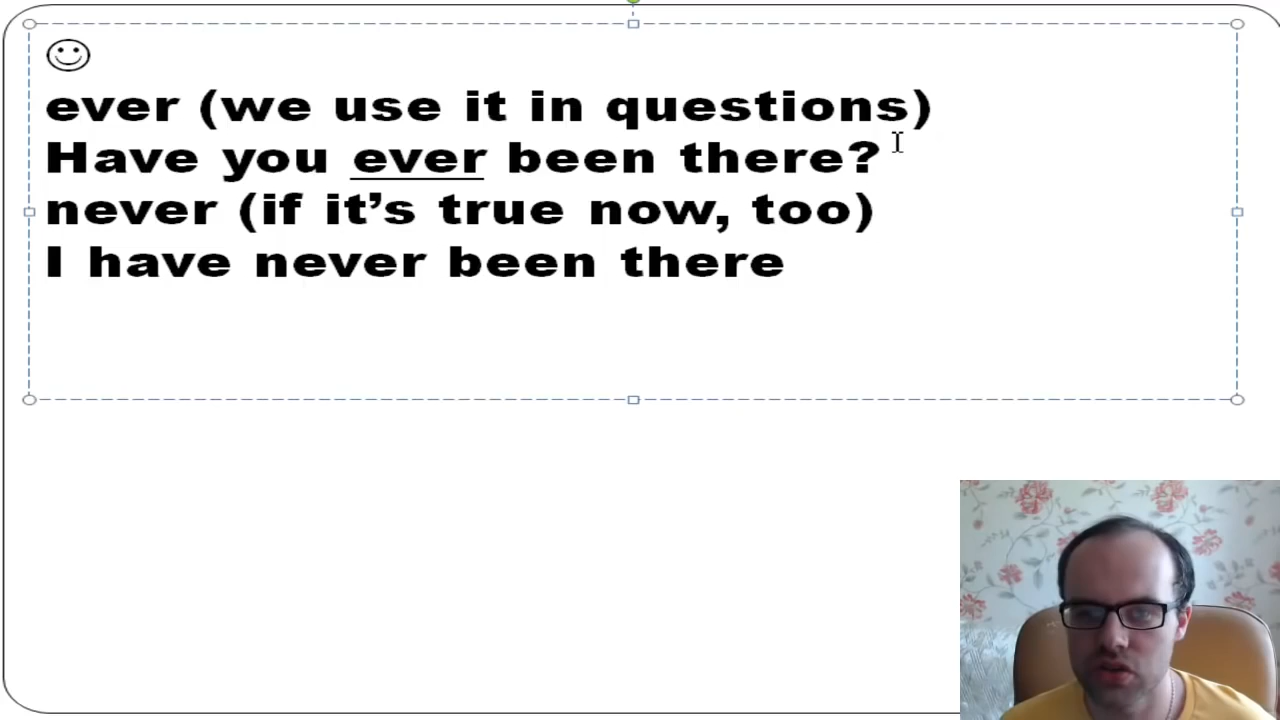 ever (we use it in questions)
Have you ever been there?
never (if it’s true now, too)
I have never been there